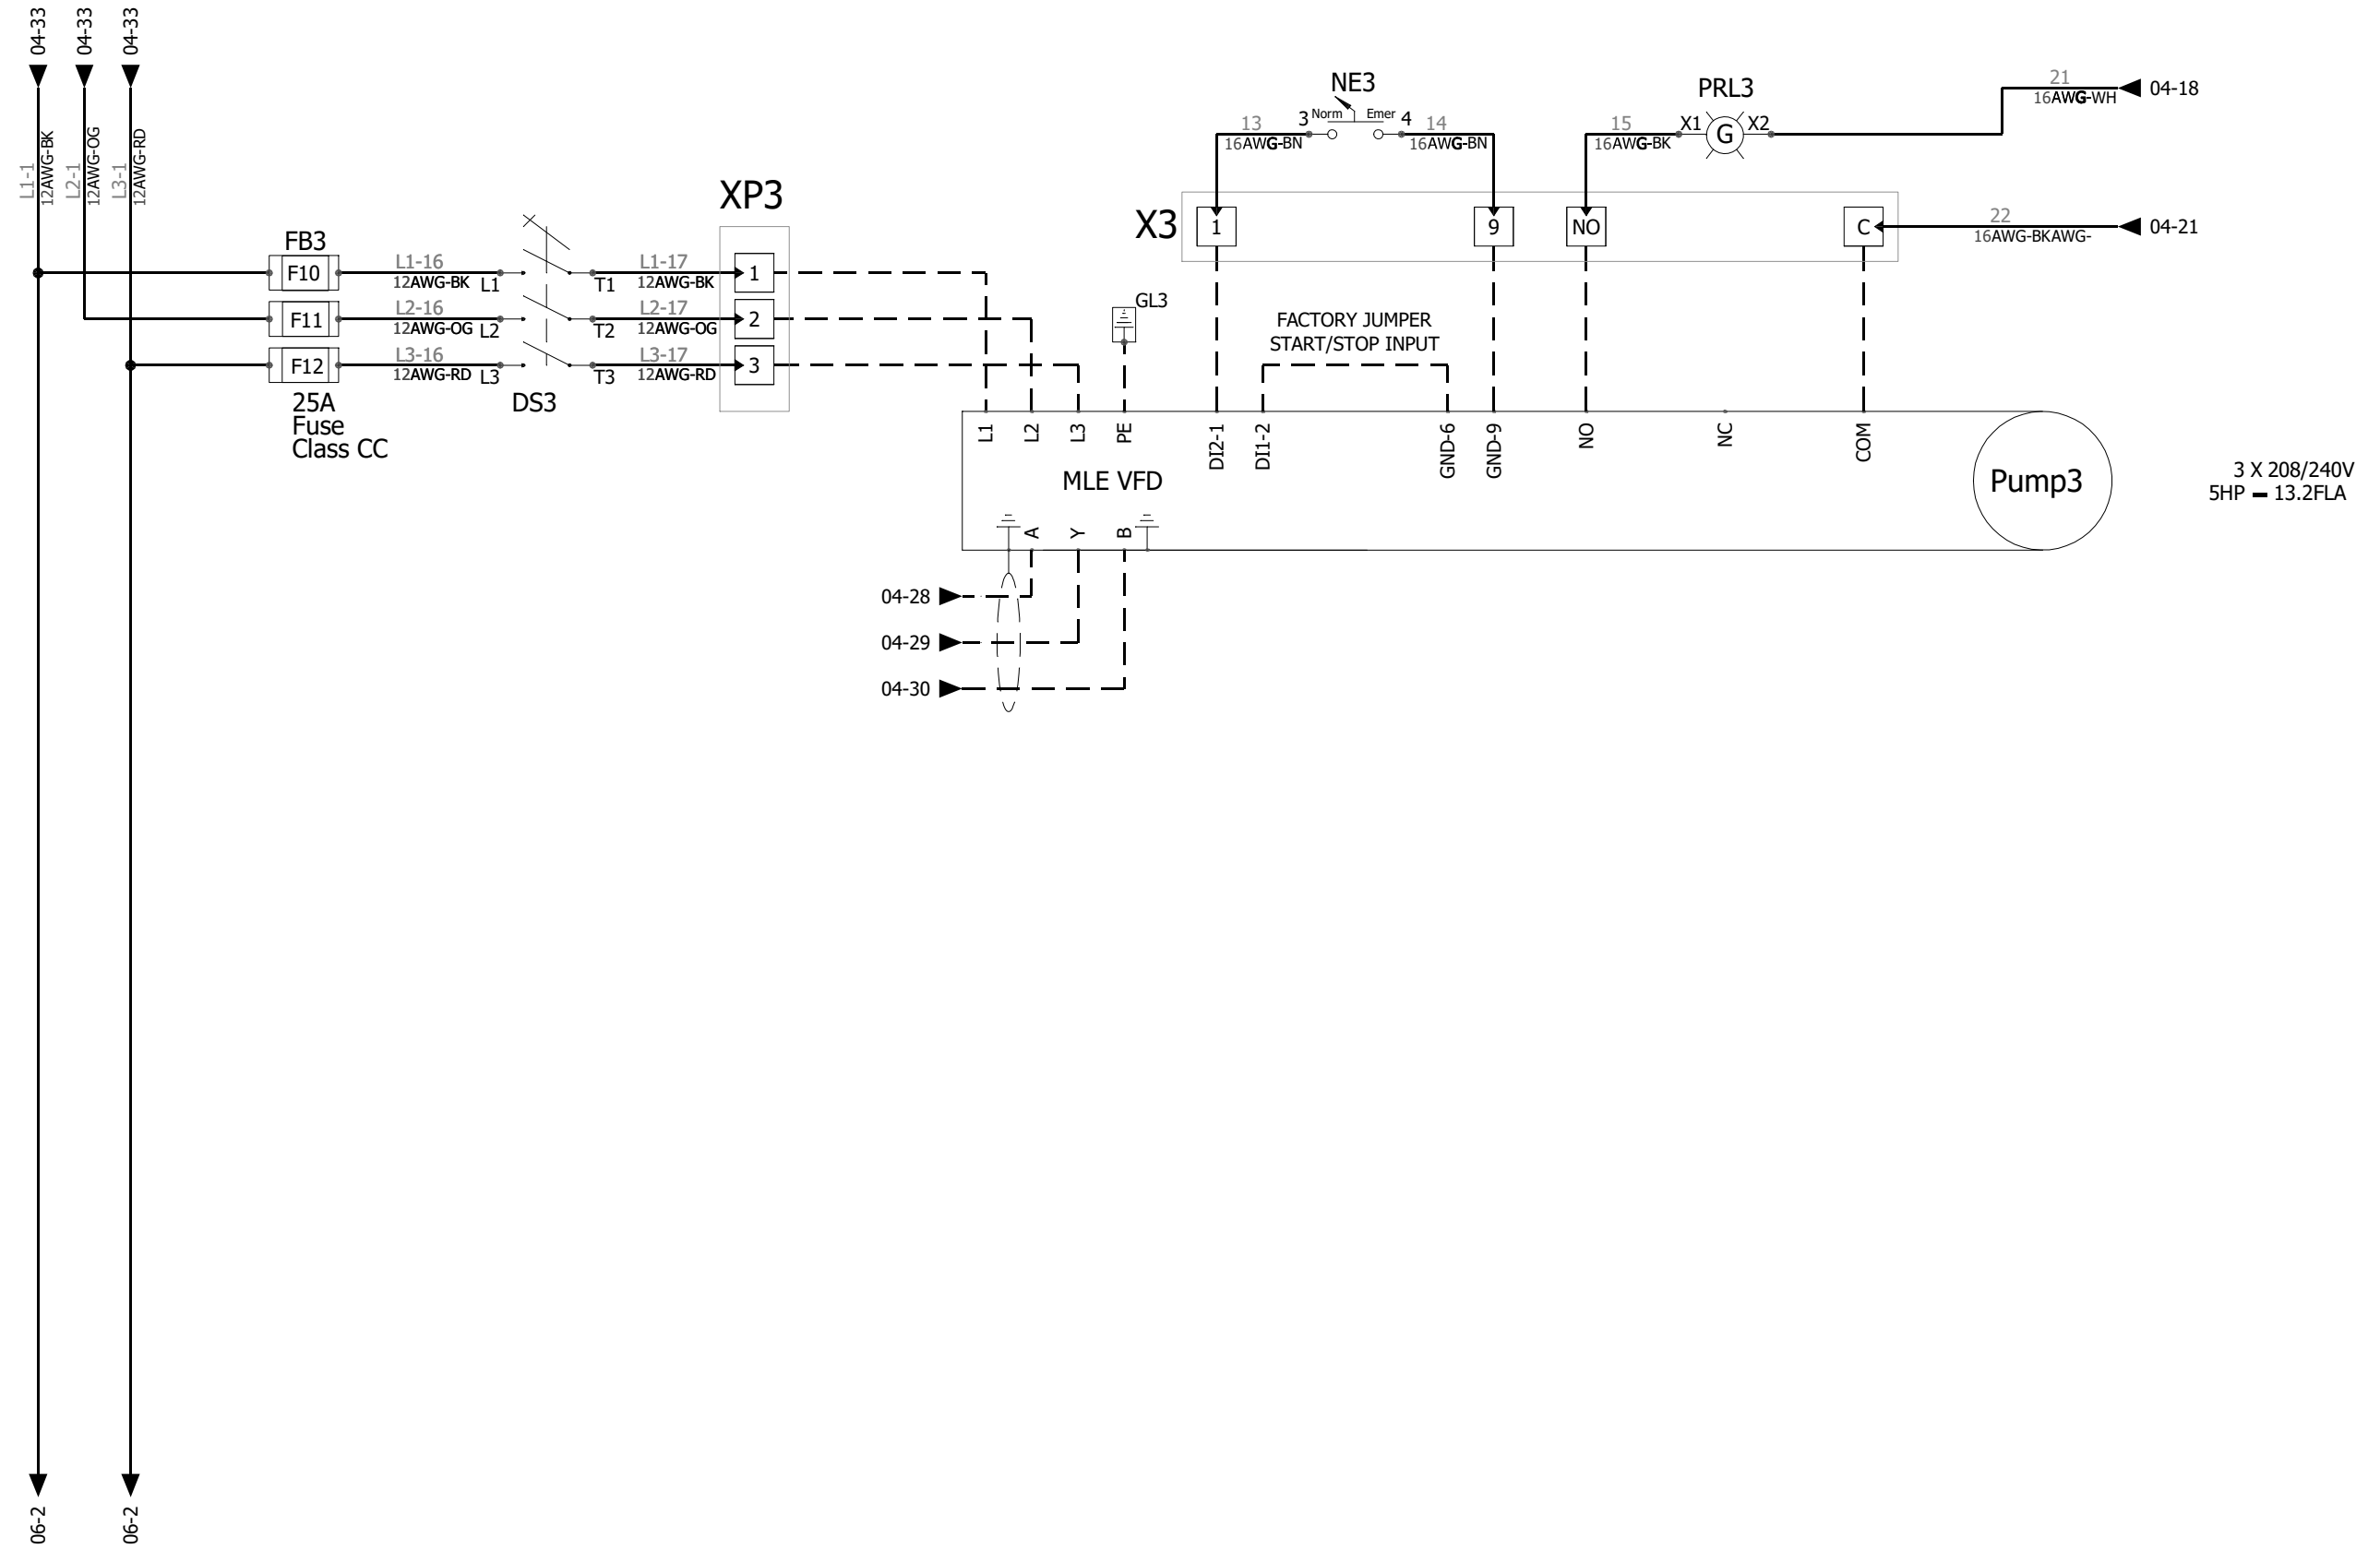 04-33
04-33
04-33
L1-1
12AWG-BK
L2-1
12AWG-OG
L3-1
12AWG-RD
NE3
3 Norm Emer 4
13
16AWG-BN
14
16AWG-BN
PRL3
15
16AWG-BK
X1 G X2
21
16AWG-WH
04-18
XP3
X3
1
9
NO
C
22
16AWG-BKAWG-
04-21
FB3
F10
L1-16
12AWG-BK
L1
T1
L1-17
12AWG-BK
1
F11
L2-16
12AWG-OG
L2
T2
L2-17
12AWG-OG
2
F12
L3-16
12AWG-RD
L3
T3
L3-17
12AWG-RD
3
25A
Fuse
Class CC
DS3
GL3
FACTORY JUMPER
START/STOP INPUT
L1
L2
L3
PE
DI2-1
DI1-2
GND-6
GND-9
NO
NC
COM
MLE VFD
Pump3
3 X 208/240V
5HP - 13.2FLA
A
Y
B
04-28
04-29
04-30
06-2
06-2